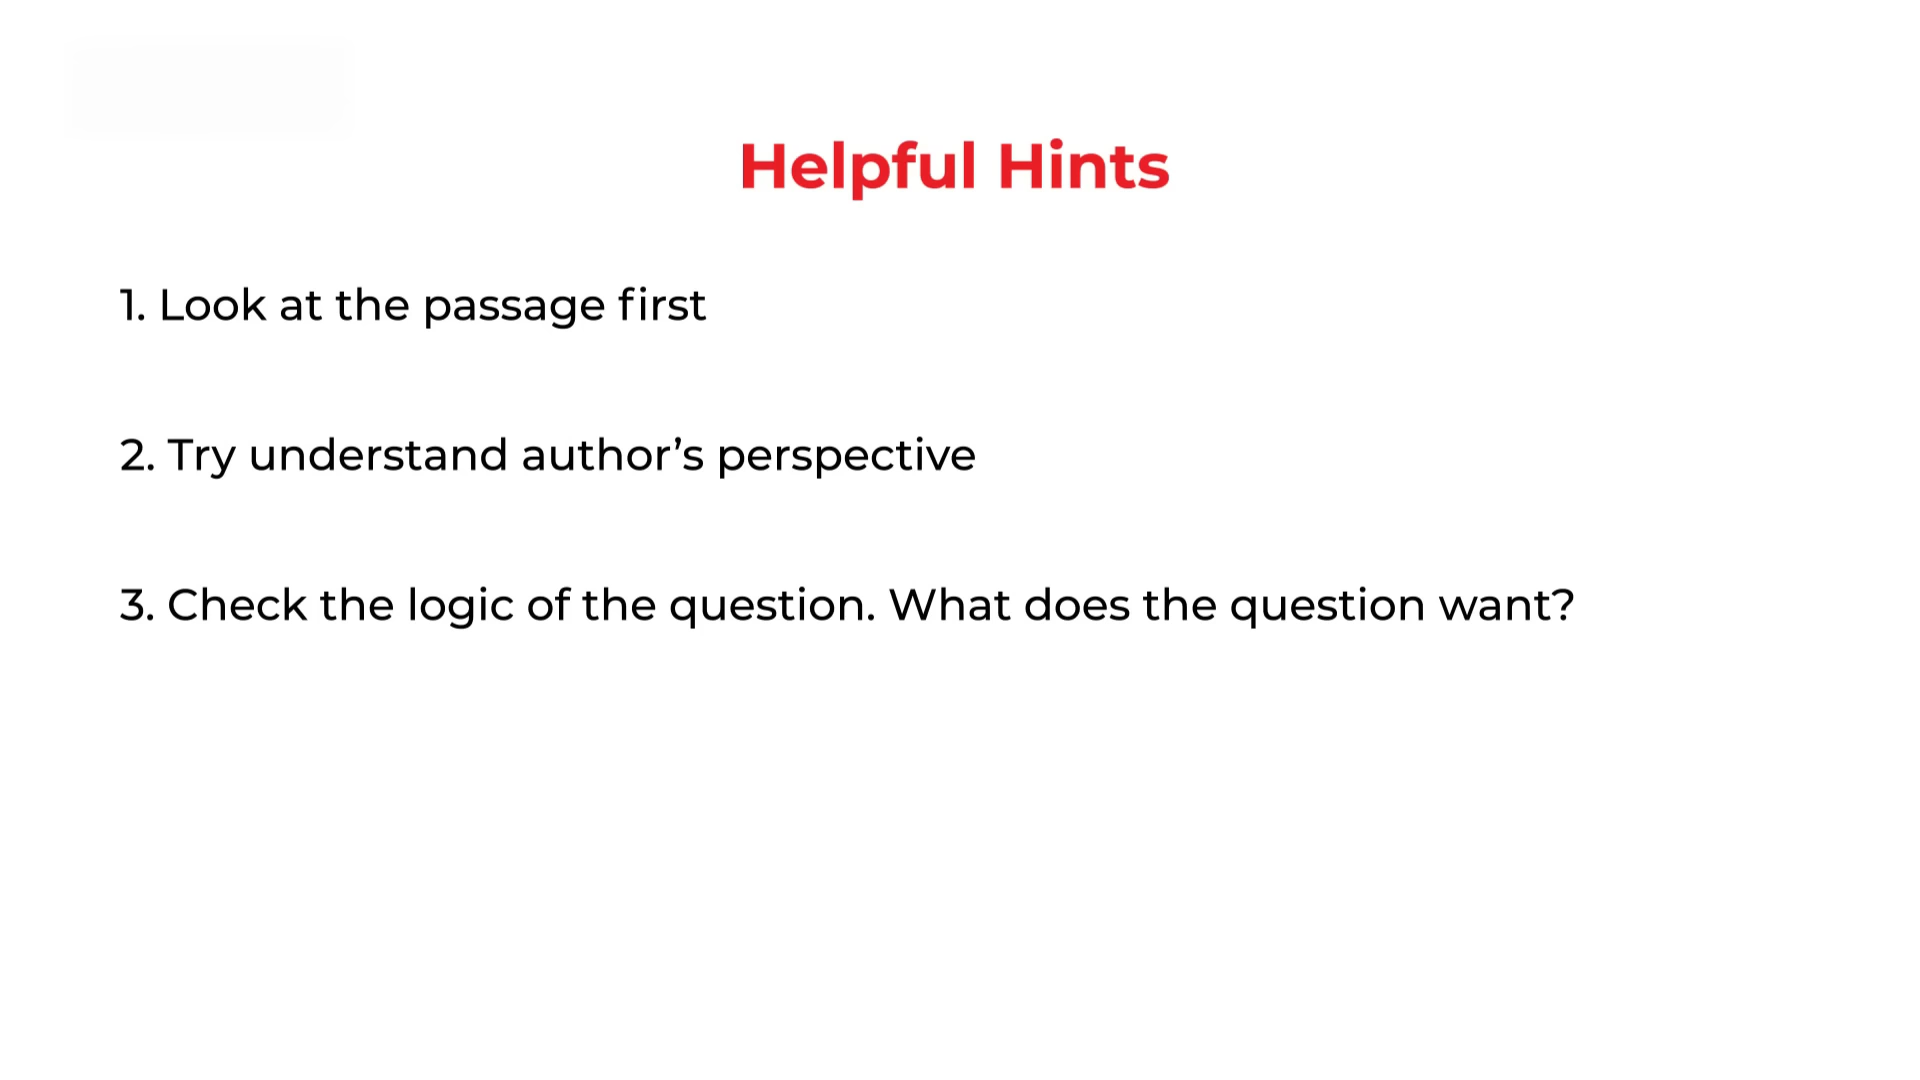 Helpful Hints
1. Look at the passage first
2. Try understand author’s perspective
3. Check the logic of the question. What does the question want?